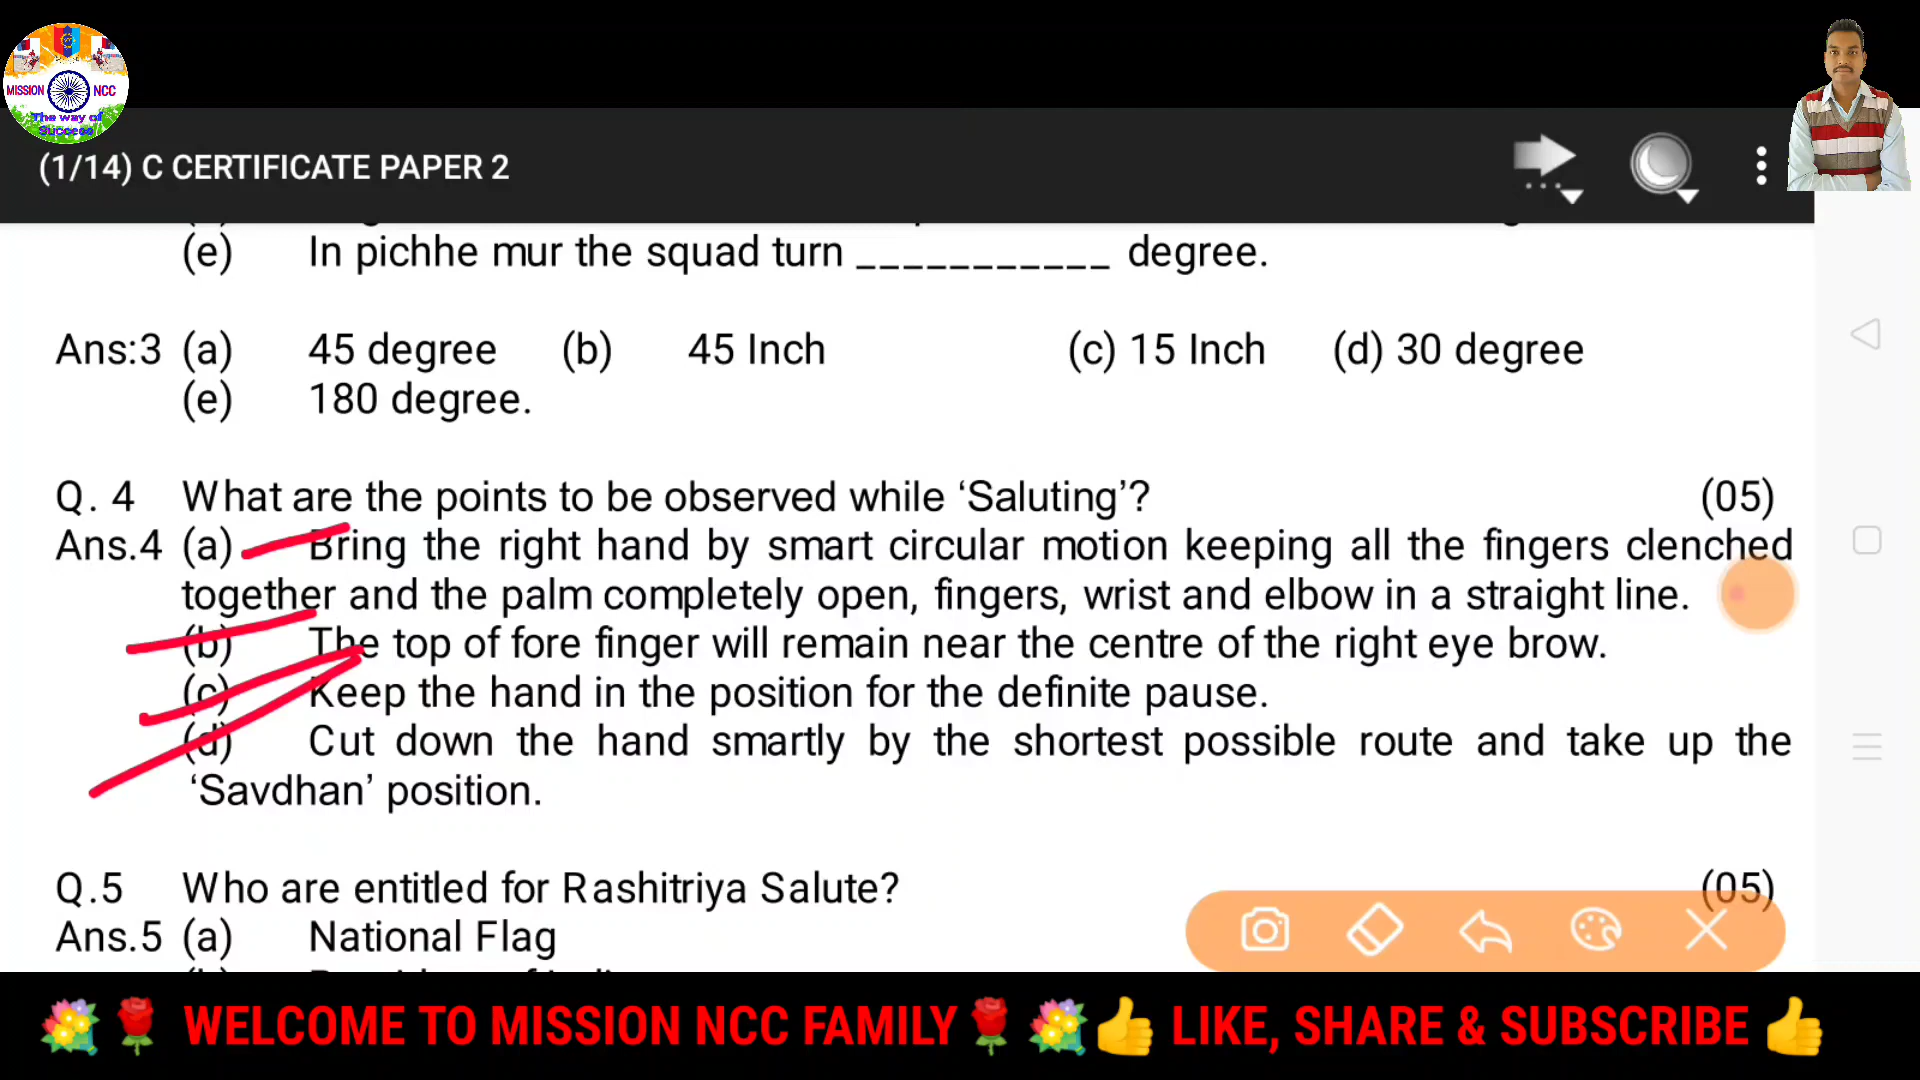 MISSION NCC
The way of
Success
(1/14) C CERTIFICATE PAPER 2
(e) In pichhe mur the squad turn ___________ degree.
Ans:3 (a) 45 degree (b) 45 Inch (c) 15 Inch (d) 30 degree
(e) 180 degree.
Q. 4 What are the points to be observed while ‘Saluting’? (05)
Ans.4 (a) Bring the right hand by smart circular motion keeping all the fingers clenched
together and the palm completely open, fingers, wrist and elbow in a straight line.
(b) The top of fore finger will remain near the centre of the right eye brow.
(c) Keep the hand in the position for the definite pause.
(d) Cut down the hand smartly by the shortest possible route and take up the
‘Savdhan’ position.
Q.5 Who are entitled for Rashitriya Salute? (05)
Ans.5 (a) National Flag
WELCOME TO MISSION NCC FAMILY LIKE, SHARE & SUBSCRIBE